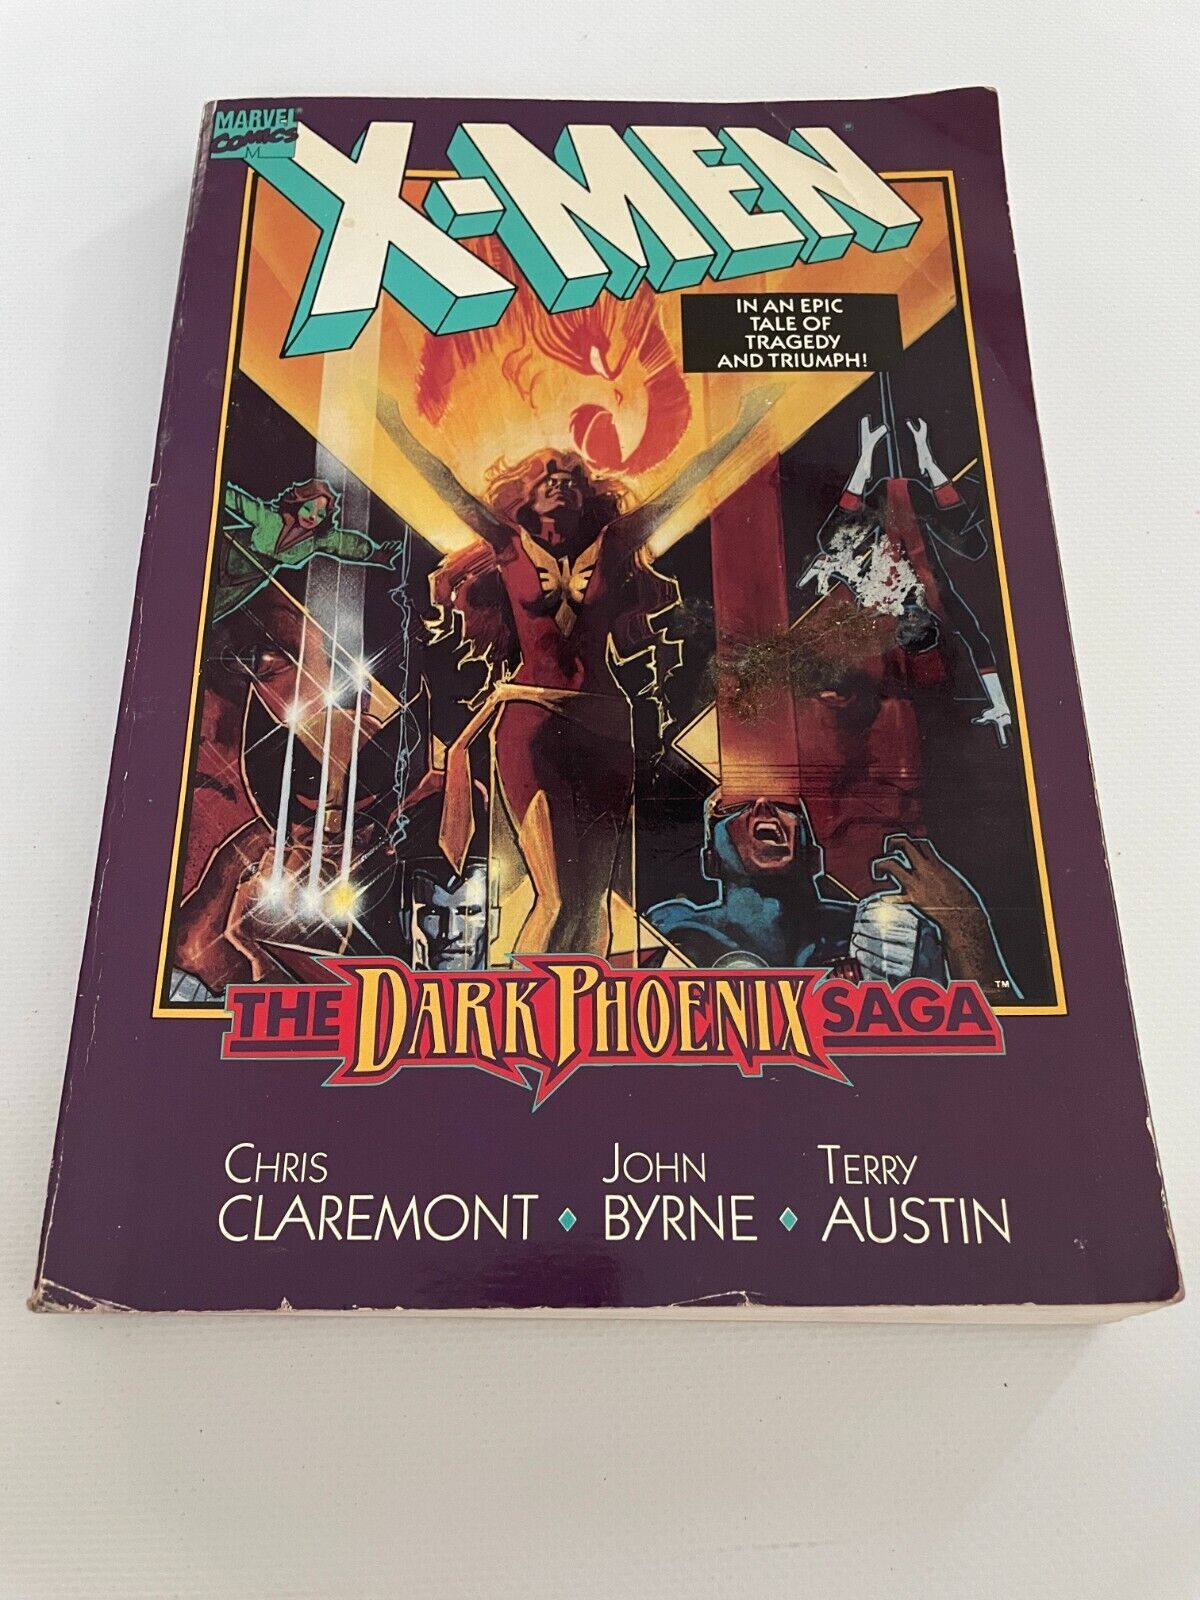 MARVEL®
COMICS
M
X-MEN®
IN AN EPIC
TALE OF
TRAGEDY
AND TRIUMPH!
™
THE DARK PHOENIX SAGA
CHRIS
CLAREMONT ♦
JOHN
BYRNE ♦
TERRY
AUSTIN